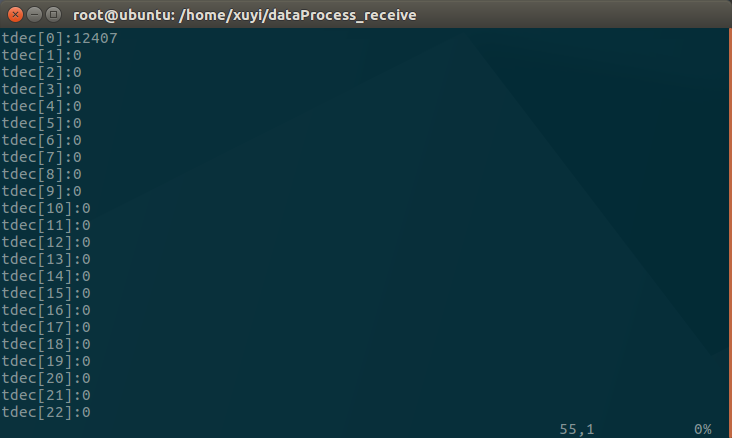 root@ubuntu: /home/xuyi/dataProcess_receive
tdec[0]:12407
tdec[1]:0
tdec[2]:0
tdec[3]:0
tdec[4]:0
tdec[5]:0
tdec[6]:0
tdec[7]:0
tdec[8]:0
tdec[9]:0
tdec[10]:0
tdec[11]:0
tdec[12]:0
tdec[13]:0
tdec[14]:0
tdec[15]:0
tdec[16]:0
tdec[17]:0
tdec[18]:0
tdec[19]:0
tdec[20]:0
tdec[21]:0
tdec[22]:0
55,1 0%